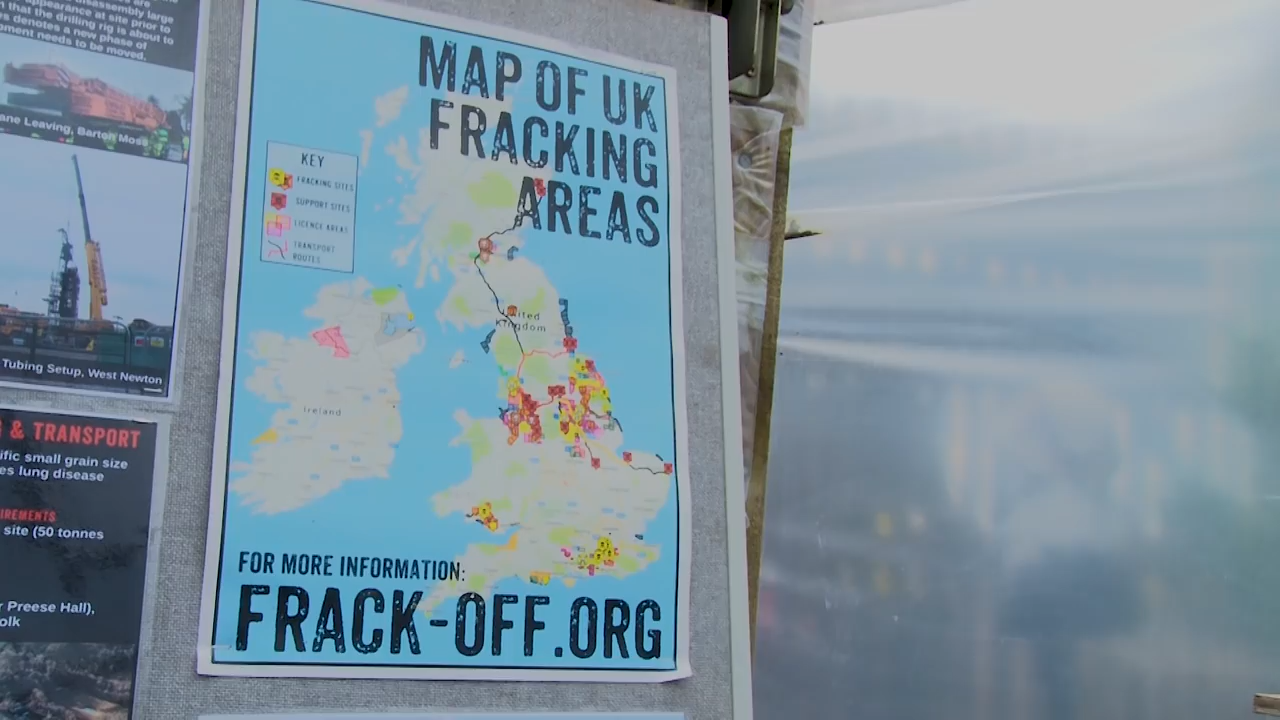 disassembly large
appearance at site prior to
that the drilling rig is about to
denotes a new phase of
pment needs to be moved.
ane Leaving, Barton Moss
Tubing Setup, West Newton
& TRANSPORT
ific small grain size
es lung disease
IREMENTS
site (50 tonnes
r Preese Hall),
olk
MAP OF UK
FRACKING
AREAS
KEY
FRACKING SITES
SUPPORT SITES
LICENCE AREAS
TRANSPORT
ROUTES
United
Kingdom
Ireland
FOR MORE INFORMATION:
FRACK-OFF.ORG